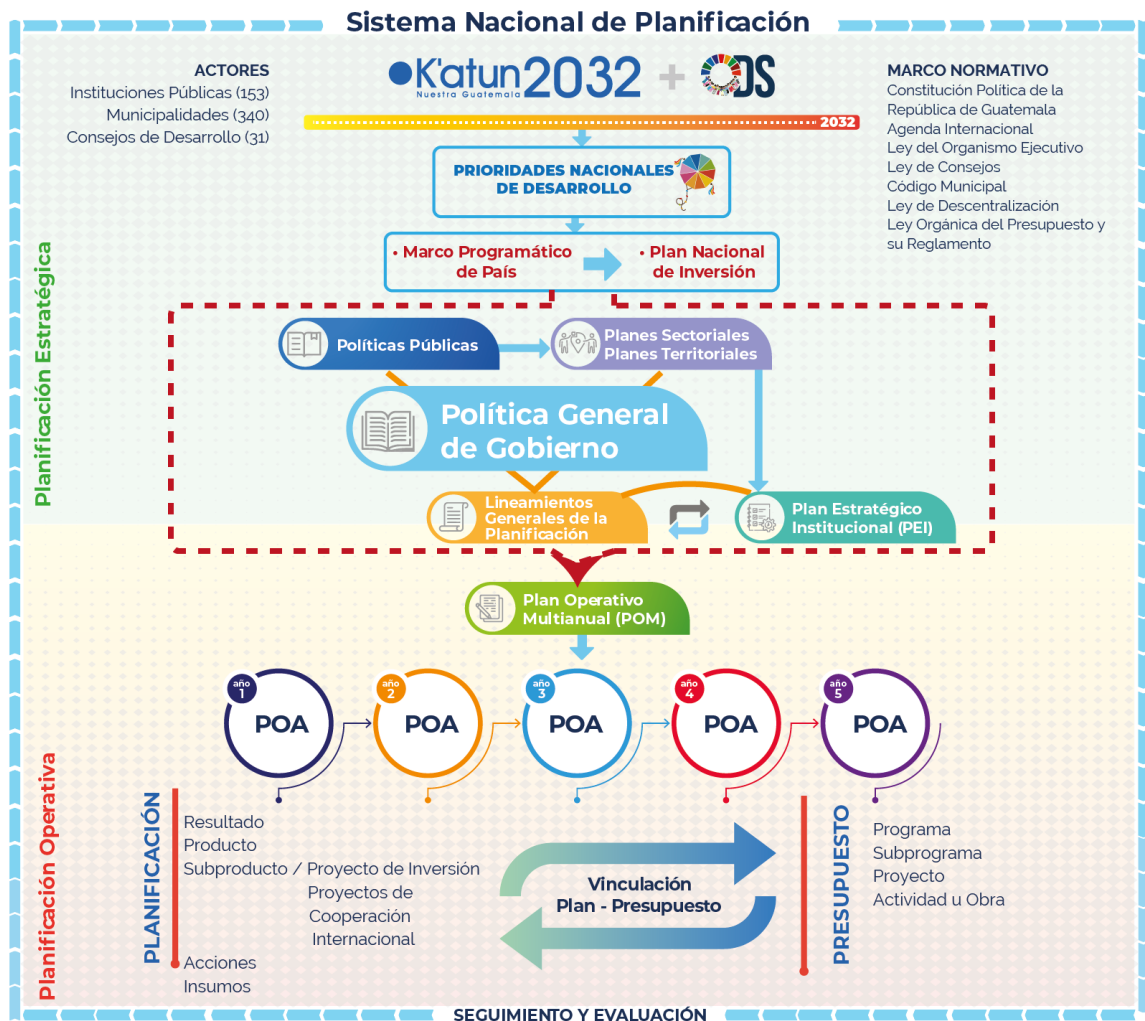 Sistema Nacional de Planificación
ACTORES
Instituciones Públicas (153)
Municipalidades (340)
Consejos de Desarrollo (31)
K'atun 2032 + ODS
Nuestra Guatemala
2032
MARCO NORMATIVO
Constitución Política de la
República de Guatemala
Agenda Internacional
Ley del Organismo Ejecutivo
Ley de Consejos
Código Municipal
Ley de Descentralización
Ley Orgánica del Presupuesto y
su Reglamento
PRIORIDADES NACIONALES
DE DESARROLLO
• Marco Programático
de País
• Plan Nacional
de Inversión
Planificación Estratégica
Políticas Públicas
Planes Sectoriales
Planes Territoriales
Política General
de Gobierno
Lineamientos
Generales de la
Planificación
Plan Estratégico
Institucional (PEI)
Plan Operativo
Multianual (POM)
año
1
POA
año
2
POA
año
3
POA
año
4
POA
año
5
POA
Planificación Operativa
PLANIFICACIÓN
Resultado
Producto
Subproducto / Proyecto de Inversión
Proyectos de
Cooperación
Internacional
Acciones
Insumos
Vinculación
Plan - Presupuesto
PRESUPUESTO
Programa
Subprograma
Proyecto
Actividad u Obra
SEGUIMIENTO Y EVALUACIÓN